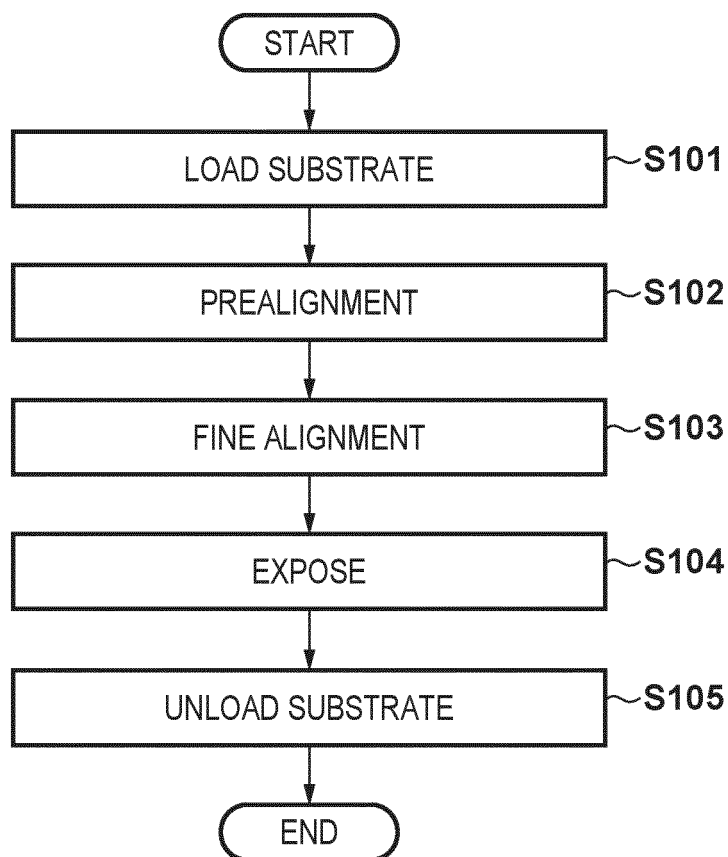 START
LOAD SUBSTRATE
S101
PREALIGNMENT
S102
FINE ALIGNMENT
S103
EXPOSE
S104
UNLOAD SUBSTRATE
S105
END